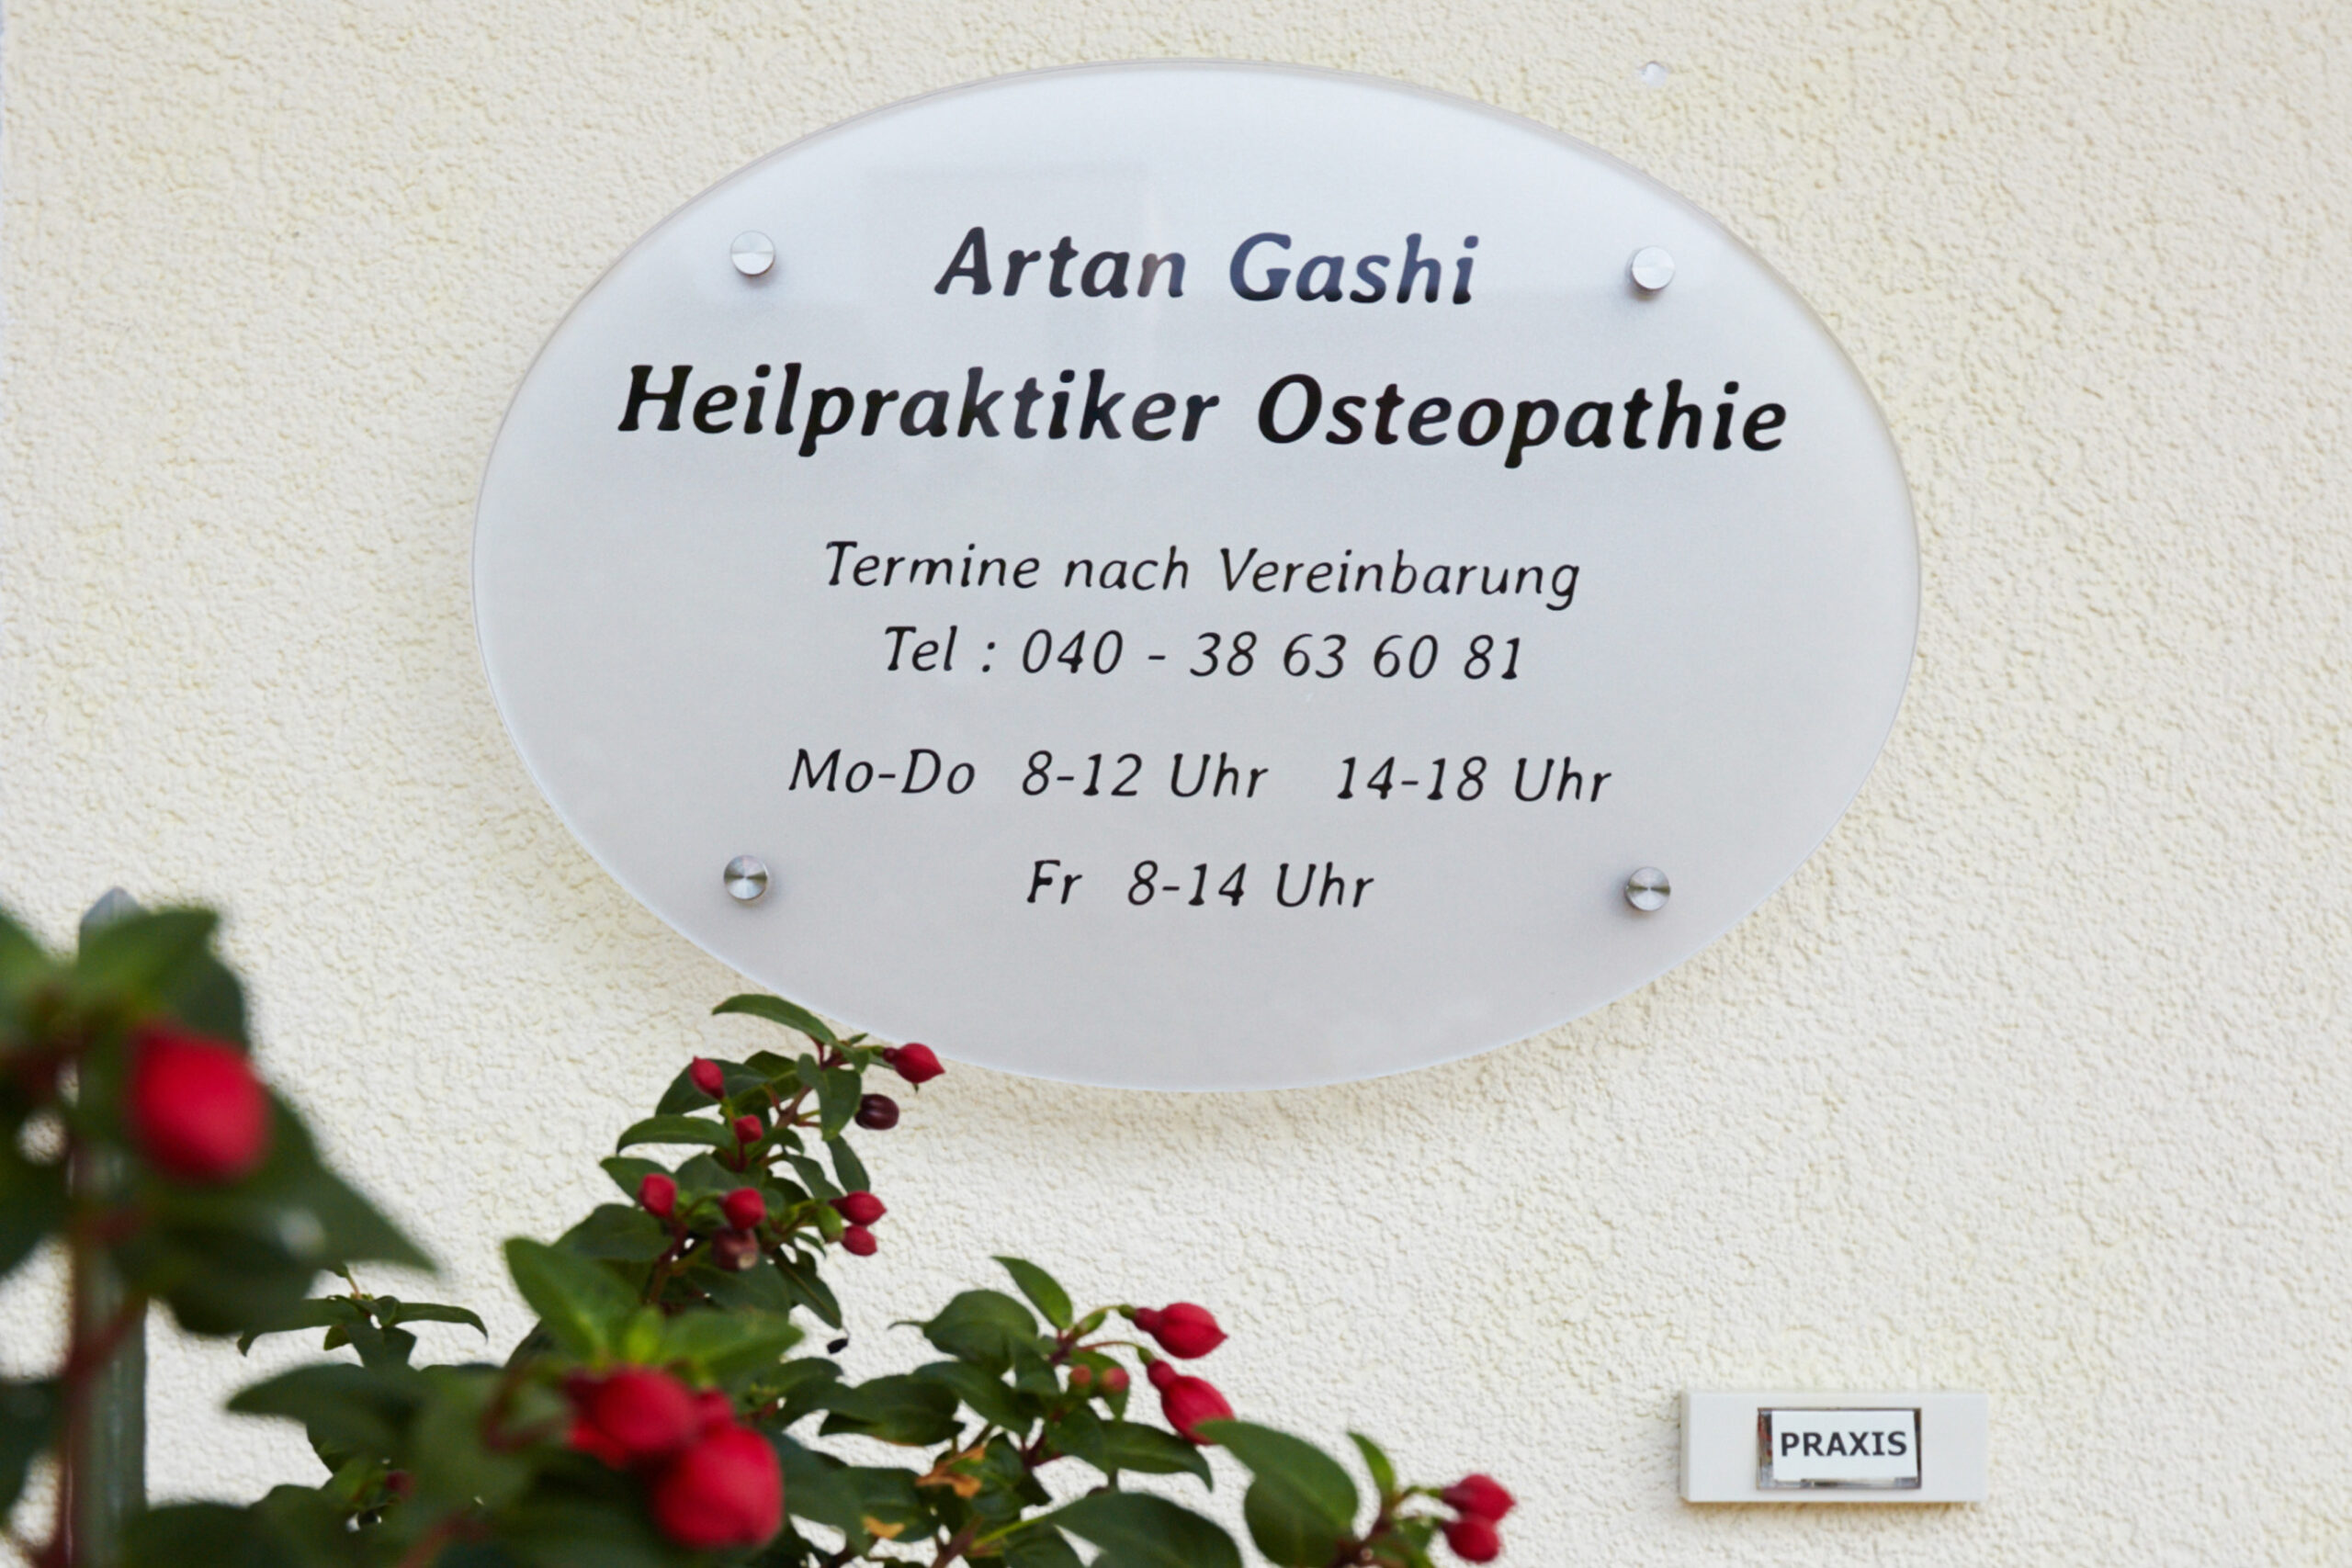 Artan Gashi
Heilpraktiker Osteopathie
Termine nach Vereinbarung
Tel : 040 - 38 63 60 81
Mo-Do 8-12 Uhr 14-18 Uhr
Fr 8-14 Uhr
PRAXIS